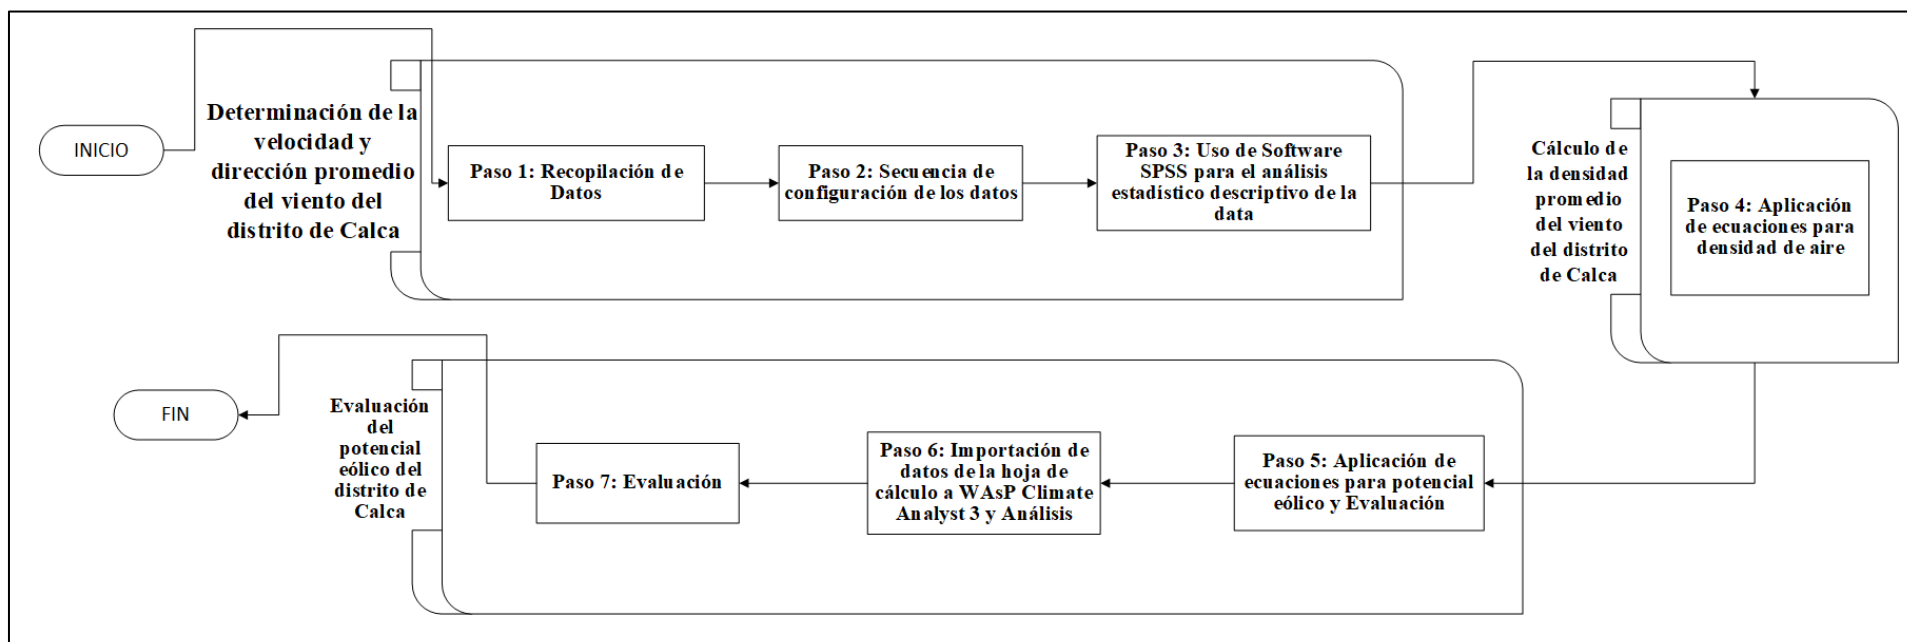 INICIO
Determinación de la
velocidad y
dirección promedio
del viento del
distrito de Calca
Paso 1: Recopilación de
Datos
Paso 2: Secuencia de
configuración de los datos
Paso 3: Uso de Software
SPSS para el análisis
estadístico descriptivo de la
data
Cálculo de
la densidad
promedio
del viento
del distrito
de Calca
Paso 4: Aplicación
de ecuaciones para
densidad de aire
Paso 5: Aplicación de
ecuaciones para potencial
eólico y Evaluación
Paso 6: Importación de
datos de la hoja de
cálculo a WAsP Climate
Analyst 3 y Análisis
Paso 7: Evaluación
Evaluación
del
potencial
eólico del
distrito de
Calca
FIN